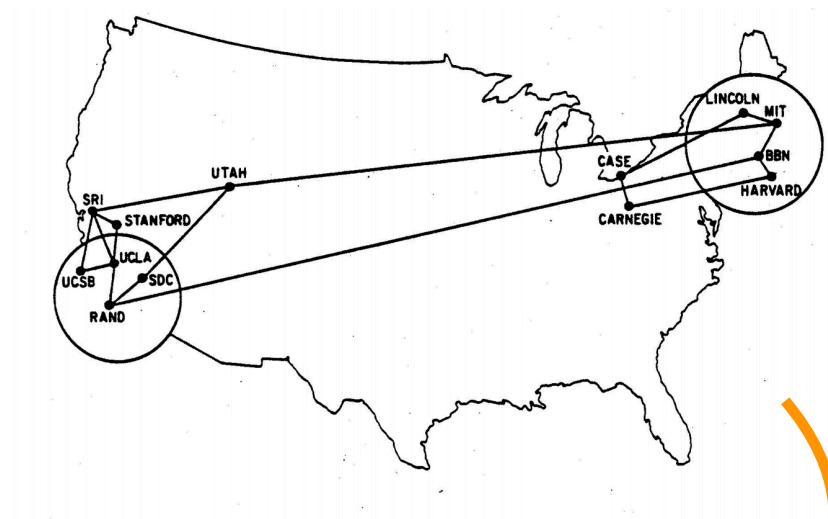 LINCOLN
MIT
CASE
BBN
UTAH
HARVARD
SRI
CARNEGIE
STANFORD
UCLA
UCSB
SDC
RAND